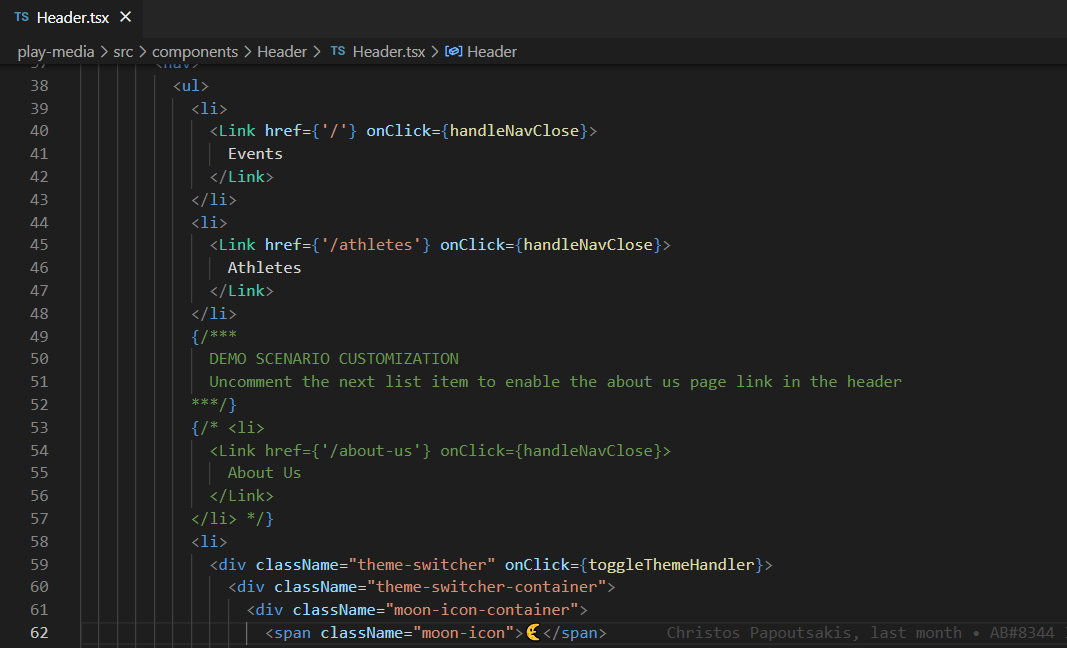 TS Header.tsx ×
play-media > src > components > Header > TS Header.tsx > Header
37 <nav>
38 <ul>
39 <li>
40 <Link href={'/'} onClick={handleNavClose}>
41 Events
42 </Link>
43 </li>
44 <li>
45 <Link href={'/athletes'} onClick={handleNavClose}>
46 Athletes
47 </Link>
48 </li>
49 {/***
50 DEMO SCENARIO CUSTOMIZATION
51 Uncomment the next list item to enable the about us page link in the header
52 ***/}
53 {/* <li>
54 <Link href={'/about-us'} onClick={handleNavClose}>
55 About Us
56 </Link>
57 </li> */}
58 <li>
59 <div className="theme-switcher" onClick={toggleThemeHandler}>
60 <div className="theme-switcher-container">
61 <div className="moon-icon-container">
62 <span className="moon-icon">🌜</span> Christos Papoutsakis, last month • AB#8344